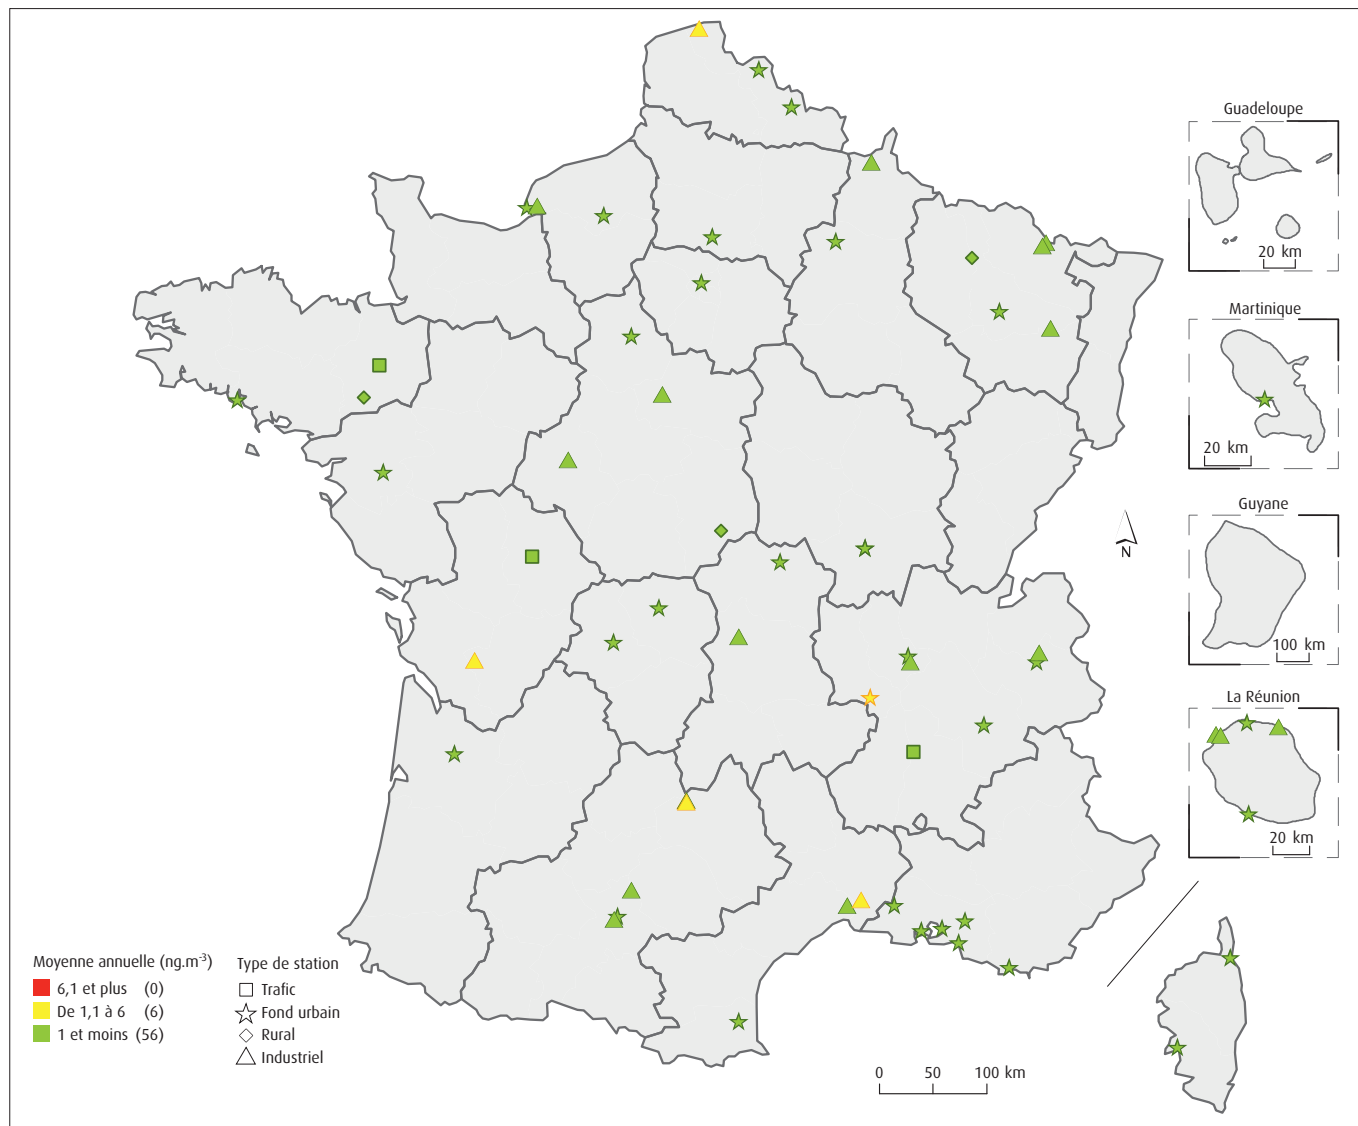 Guadeloupe
20 km
Martinique
20 km
N
Guyane
100 km
La Réunion
20 km
Moyenne annuelle (ng.m-3)
6,1 et plus (0)
De 1,1 à 6 (6)
1 et moins (56)
Type de station
Trafic
Fond urbain
Rural
Industriel
0 50 100 km